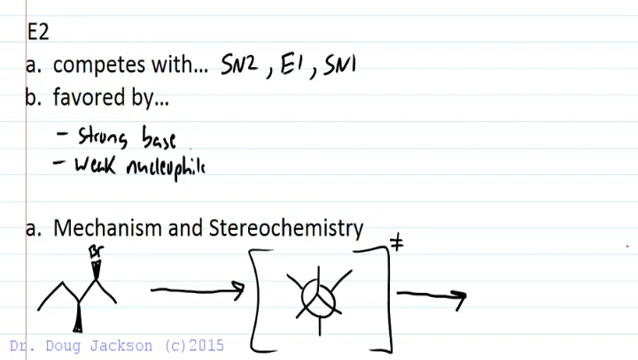 E2
a. competes with... SN2, E1, SN1
b. favored by...
- Strong base
- Weak nucleophile
a. Mechanism and Stereochemistry
Br
‡
Dr. Doug Jackson (c)2015